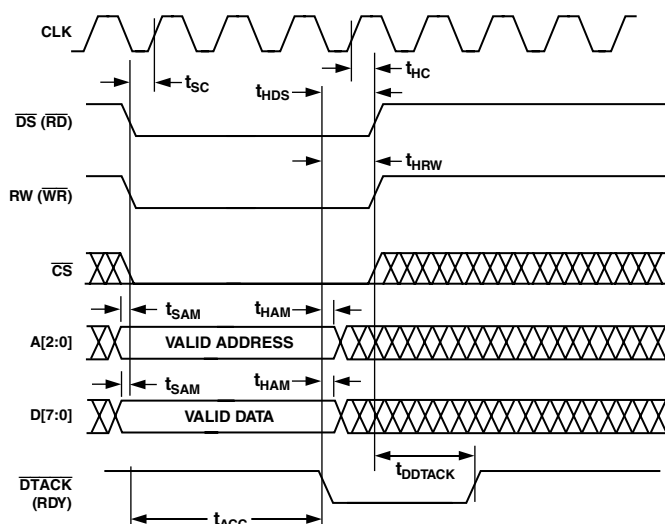 CLK
tSC
tHC
tHDS
DS (RD)
tHRW
RW (WR)
CS
tSAM
tHAM
A[2:0]
VALID ADDRESS
tSAM
tHAM
D[7:0]
VALID DATA
tDDTACK
DTACK
(RDY)
tACC